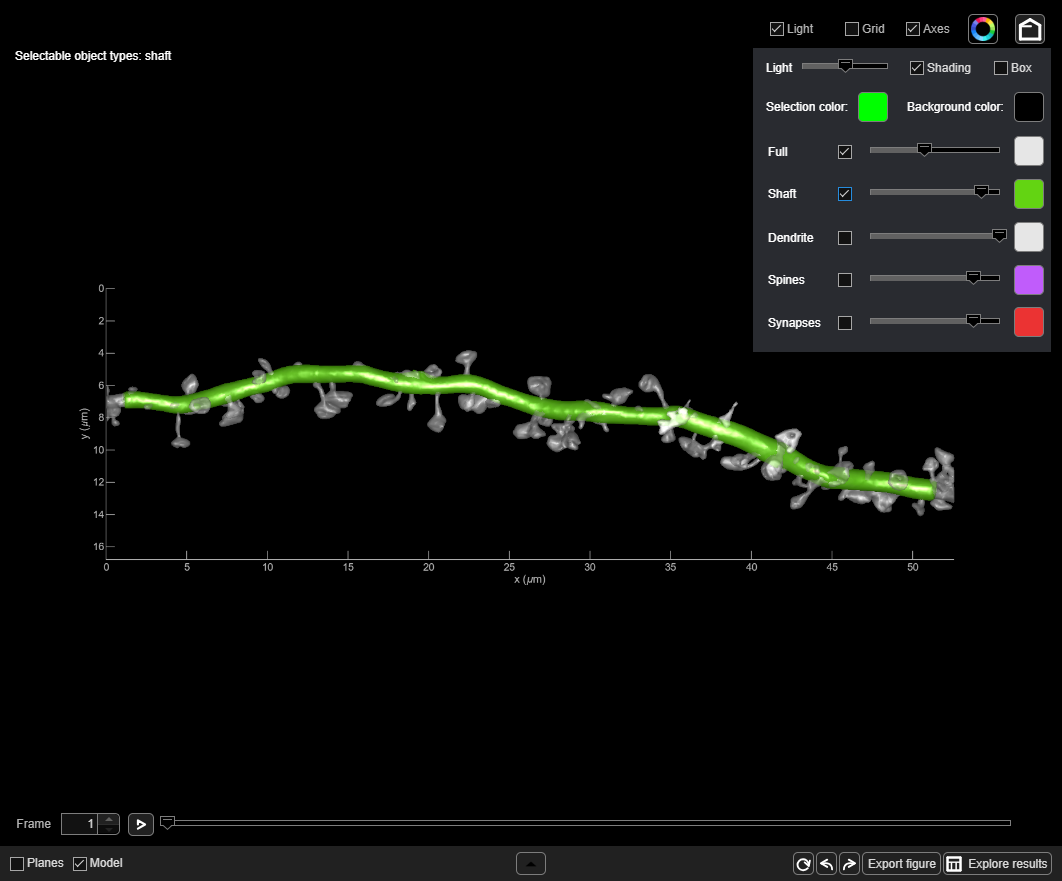 Light Grid Axes
Selectable object types: shaft
Light Shading Box
Selection color: Background color:
Full
Shaft
Dendrite
Spines
Synapses
0
2
4
6
8
10
12
14
16
y (μm)
0 5 10 15 20 25 30 35 40 45 50
x (μm)
Frame 1
Planes Model Export figure Explore results